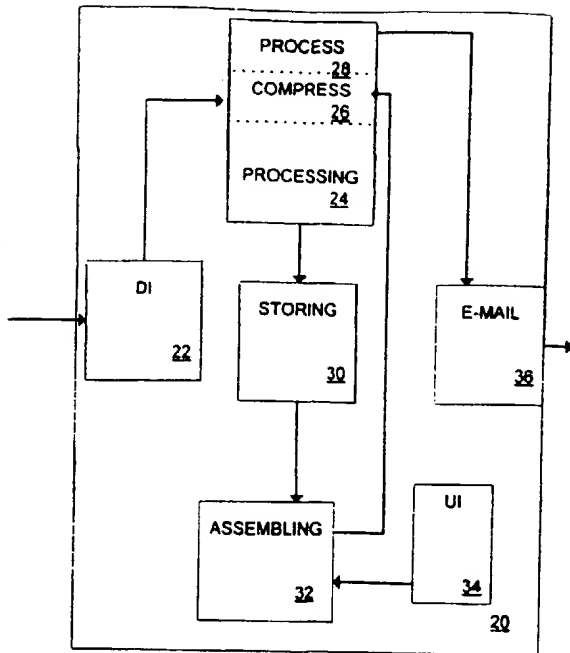 PROCESS
28
COMPRESS
26
PROCESSING
24
DI
22
STORING
30
E-MAIL
36
ASSEMBLING
32
UI
34
20